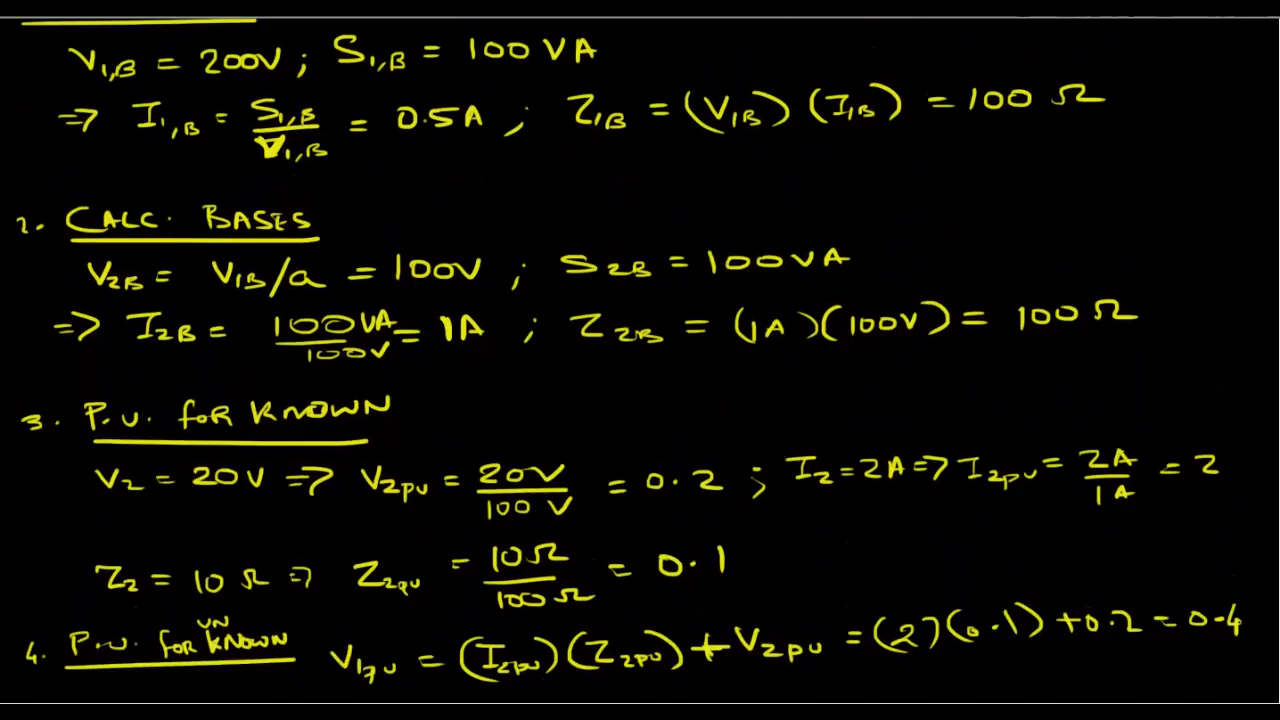 V1,B = 200V ; S1,B = 100 VA
=> I1,B = S1,B / V1,B = 0.5A ; Z1B = (V1B) (I1B) = 100 Ω
2. CALC. BASES
V2B = V1B/a = 100V ; S2B = 100VA
=> I2B = 100VA / 100V = 1A ; Z2B = (1A)(100V) = 100 Ω
3. P.U. for KNOWN
V2 = 20V => V2pu = 20V / 100 V = 0.2 ; I2 = 2A => I2pu = 2A / 1A = 2
Z2 = 10 Ω => Z2pu = 10Ω / 100Ω = 0.1
4. P.U. for UNKNOWN V1pu = (I2pu) (Z2pu) + V2pu = (2)(0.1) + 0.2 = 0.4